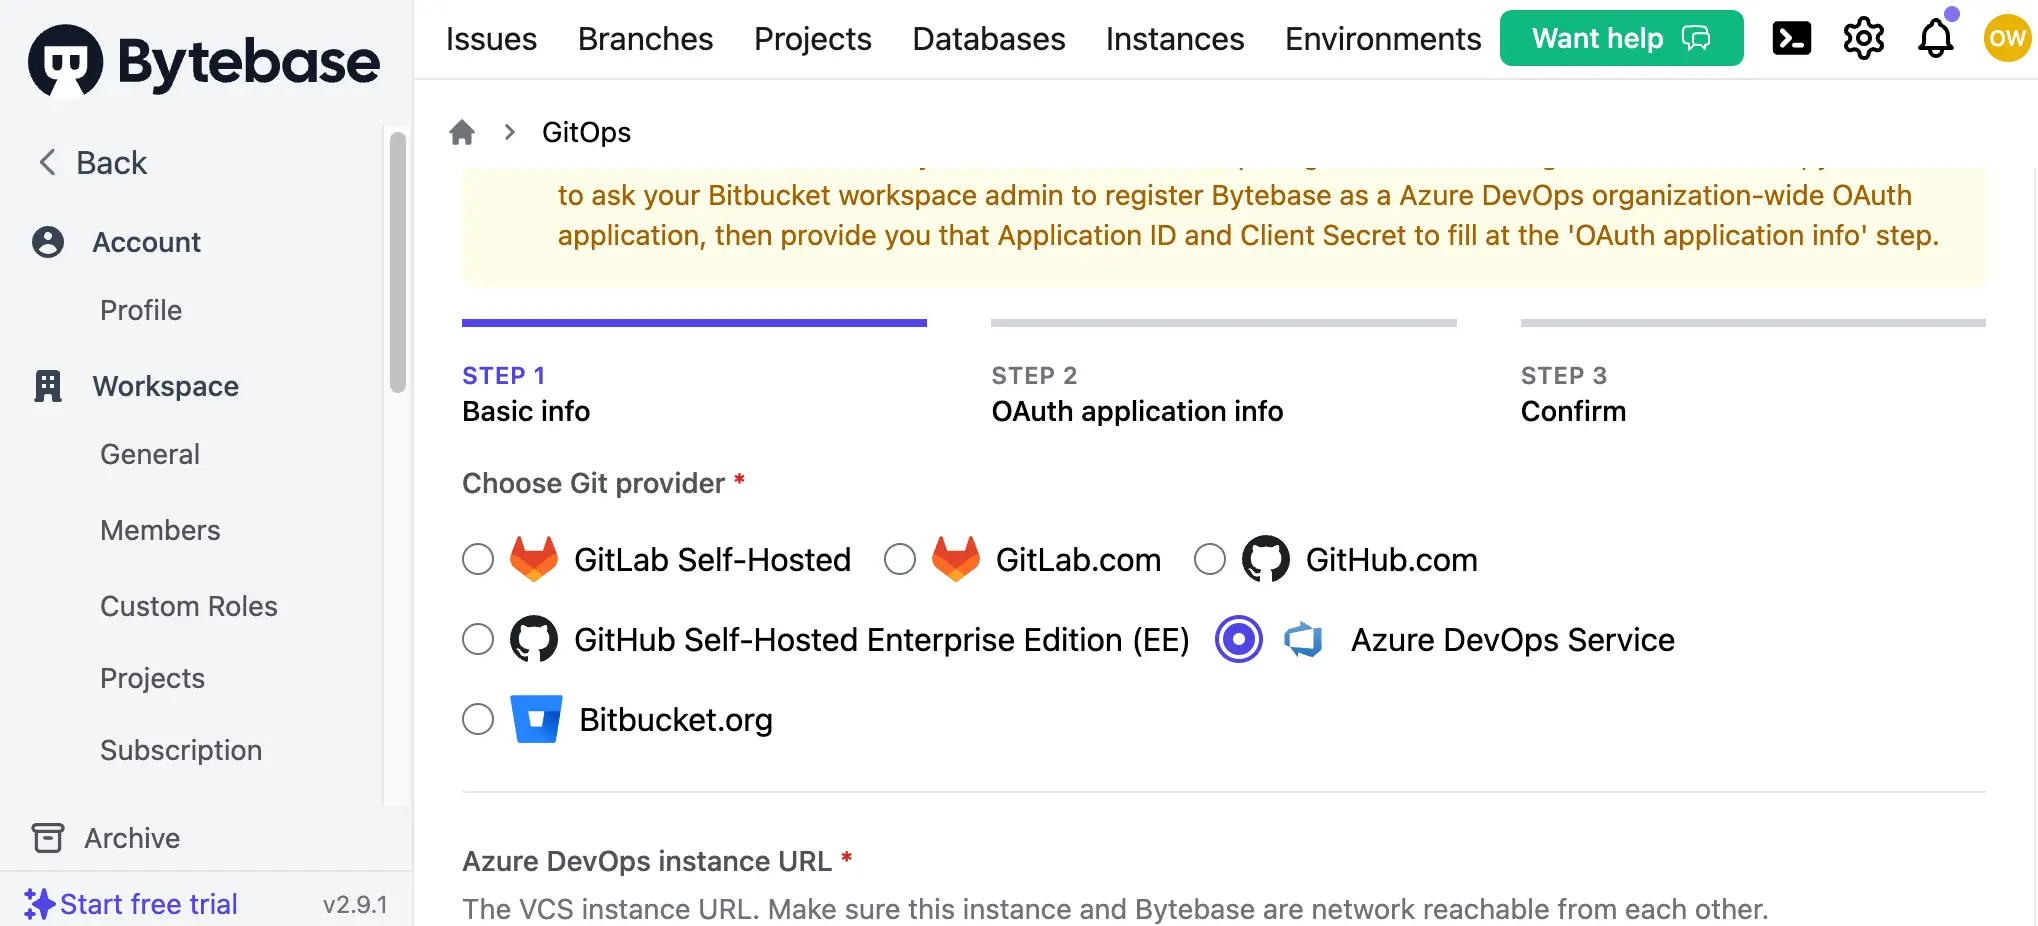 Bytebase
Issues
Branches
Projects
Databases
Instances
Environments
Want help
OW
Back
Account
Profile
Workspace
General
Members
Custom Roles
Projects
Subscription
Archive
Start free trial
v2.9.1
GitOps
to ask your Bitbucket workspace admin to register Bytebase as a Azure DevOps organization-wide OAuth
application, then provide you that Application ID and Client Secret to fill at the 'OAuth application info' step.
STEP 1
Basic info
STEP 2
OAuth application info
STEP 3
Confirm
Choose Git provider *
GitLab Self-Hosted
GitLab.com
GitHub.com
GitHub Self-Hosted Enterprise Edition (EE)
Azure DevOps Service
Bitbucket.org
Azure DevOps instance URL *
The VCS instance URL. Make sure this instance and Bytebase are network reachable from each other.